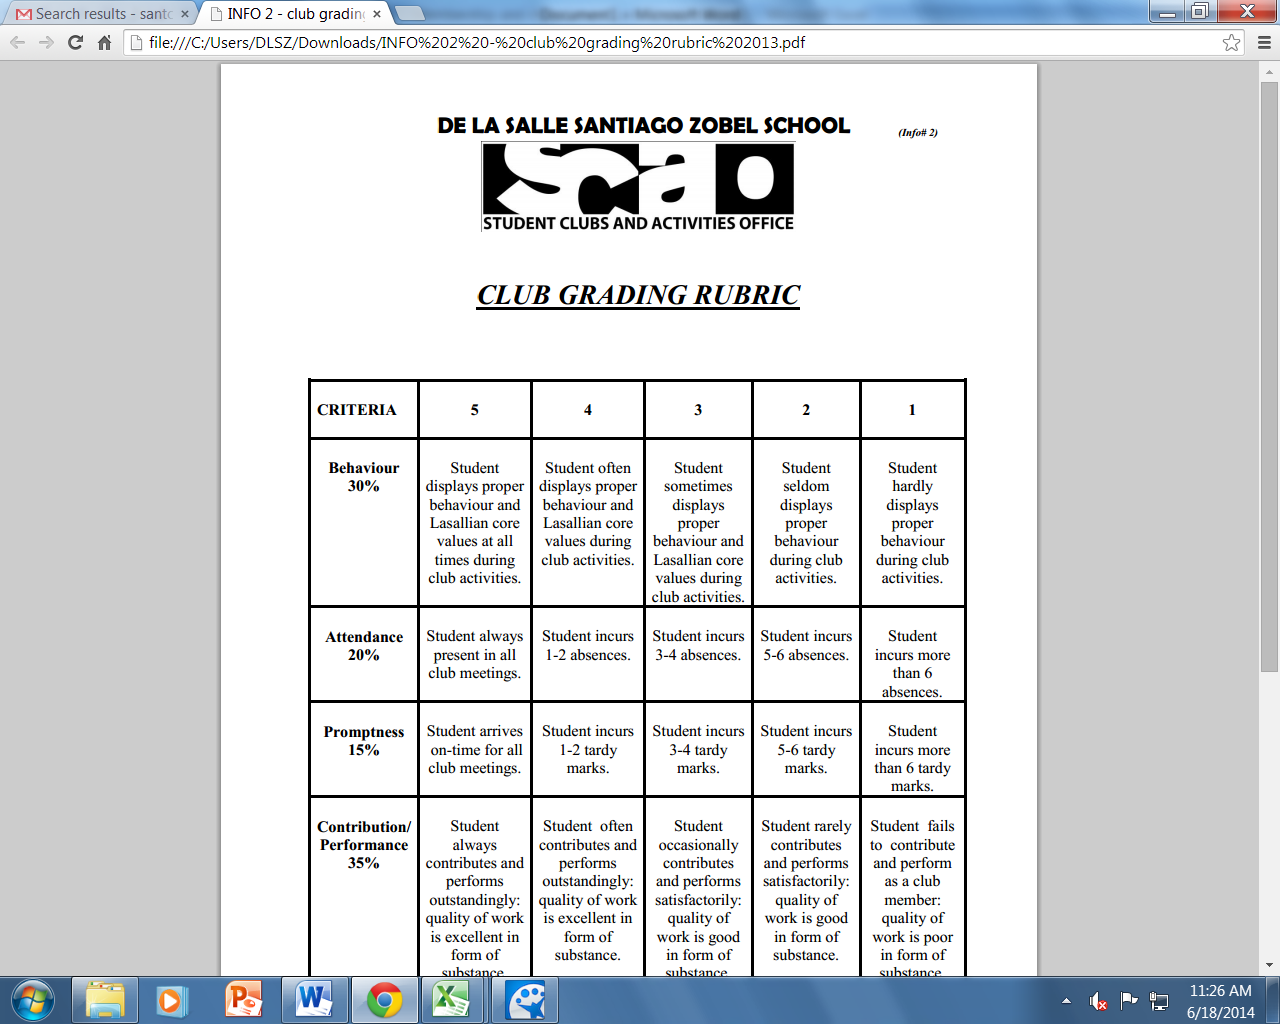 Search results - santo
INFO 2 - club grading
file:///C:/Users/DLSZ/Downloads/INFO%202%20-%20club%20grading%20rubric%202013.pdf
DE LA SALLE SANTIAGO ZOBEL SCHOOL
(Info# 2)
scao
STUDENT CLUBS AND ACTIVITIES OFFICE
CLUB GRADING RUBRIC
CRITERIA 5 4 3 2 1
Behaviour
30%
Student
displays proper
behaviour and
Lasallian core
values at all
times during
club activities.
Student often
displays proper
behaviour and
Lasallian core
values during
club activities.
Student
sometimes
displays
proper
behaviour and
Lasallian core
values during
club activities.
Student
seldom
displays
proper
behaviour
during club
activities.
Student
hardly
displays
proper
behaviour
during club
activities.
Attendance
20%
Student always
present in all
club meetings.
Student incurs
1-2 absences.
Student incurs
3-4 absences.
Student incurs
5-6 absences.
Student
incurs more
than 6
absences.
Promptness
15%
Student arrives
on-time for all
club meetings.
Student incurs
1-2 tardy
marks.
Student incurs
3-4 tardy
marks.
Student incurs
5-6 tardy
marks.
Student
incurs more
than 6 tardy
marks.
Contribution/
Performance
35%
Student
always
contributes and
performs
outstandingly:
quality of work
is excellent in
form of
substance
Student often
contributes and
performs
outstandingly:
quality of work
is excellent in
form of
substance.
Student
occasionally
contributes
and performs
satisfactorily:
quality of
work is good
in form of
substance
Student rarely
contributes
and performs
satisfactorily:
quality of
work is good
in form of
substance.
Student fails
to contribute
and perform
as a club
member:
quality of
work is poor
in form of
substance
11:26 AM
6/18/2014